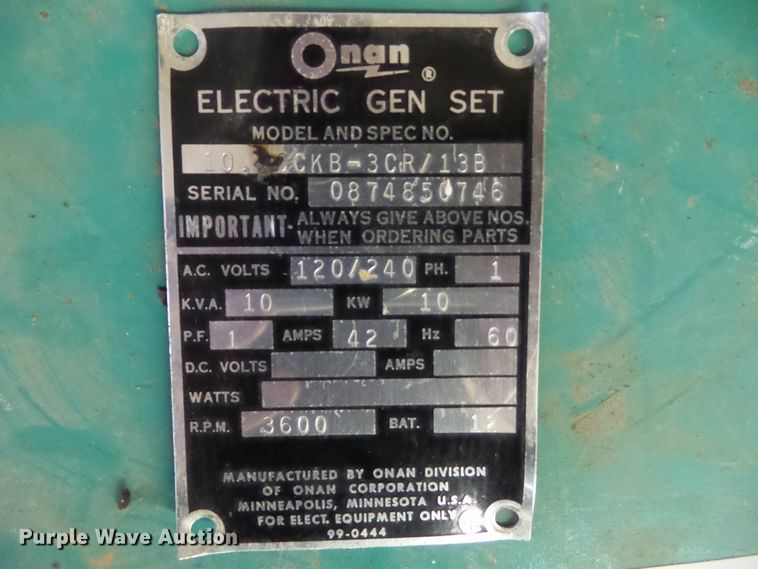 Onan ®
ELECTRIC GEN SET
MODEL AND SPEC NO.
CKB-3CR/13B
SERIAL NO. 0874850746
IMPORTANT- ALWAYS GIVE ABOVE NOS.
WHEN ORDERING PARTS
A.C. VOLTS 120/240 PH. 1
K.V.A. 10 KW 10
P.F. 1 AMPS 42 Hz 60
D.C. VOLTS AMPS
WATTS
R.P.M. 3600 BAT.
MANUFACTURED BY ONAN DIVISION
OF ONAN CORPORATION
MINNEAPOLIS, MINNESOTA U.S.A.
FOR ELECT. EQUIPMENT ONLY
99-0444
Purple Wave Auction